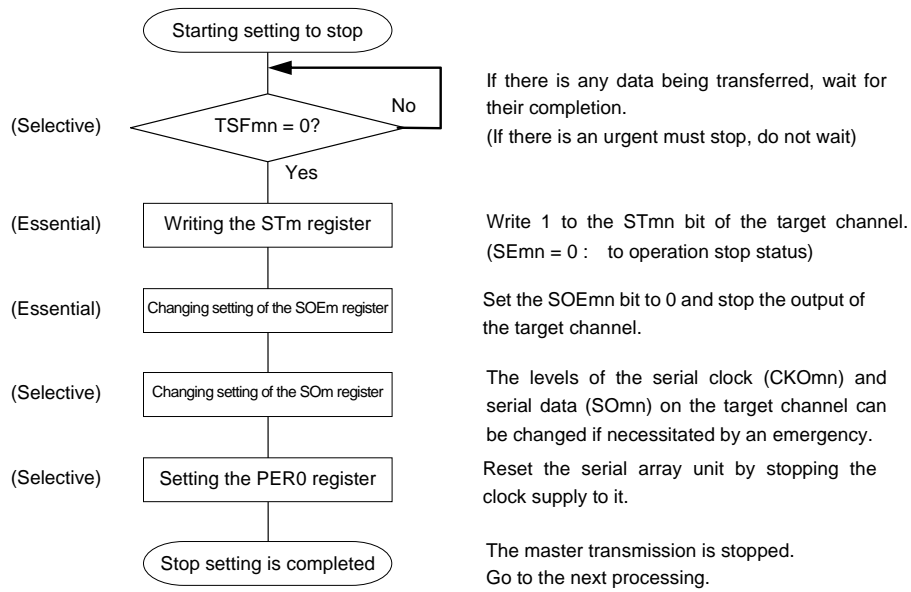 Starting setting to stop
If there is any data being transferred, wait for
their completion.
(If there is an urgent must stop, do not wait)
(Selective)
TSFmn = 0?
No
Yes
(Essential)
Writing the STm register
Write 1 to the STmn bit of the target channel.
(SEmn = 0 : to operation stop status)
(Essential)
Changing setting of the SOEm register
Set the SOEmn bit to 0 and stop the output of
the target channel.
(Selective)
Changing setting of the SOm register
The levels of the serial clock (CKOmn) and
serial data (SOmn) on the target channel can
be changed if necessitated by an emergency.
(Selective)
Setting the PER0 register
Reset the serial array unit by stopping the
clock supply to it.
Stop setting is completed
The master transmission is stopped.
Go to the next processing.